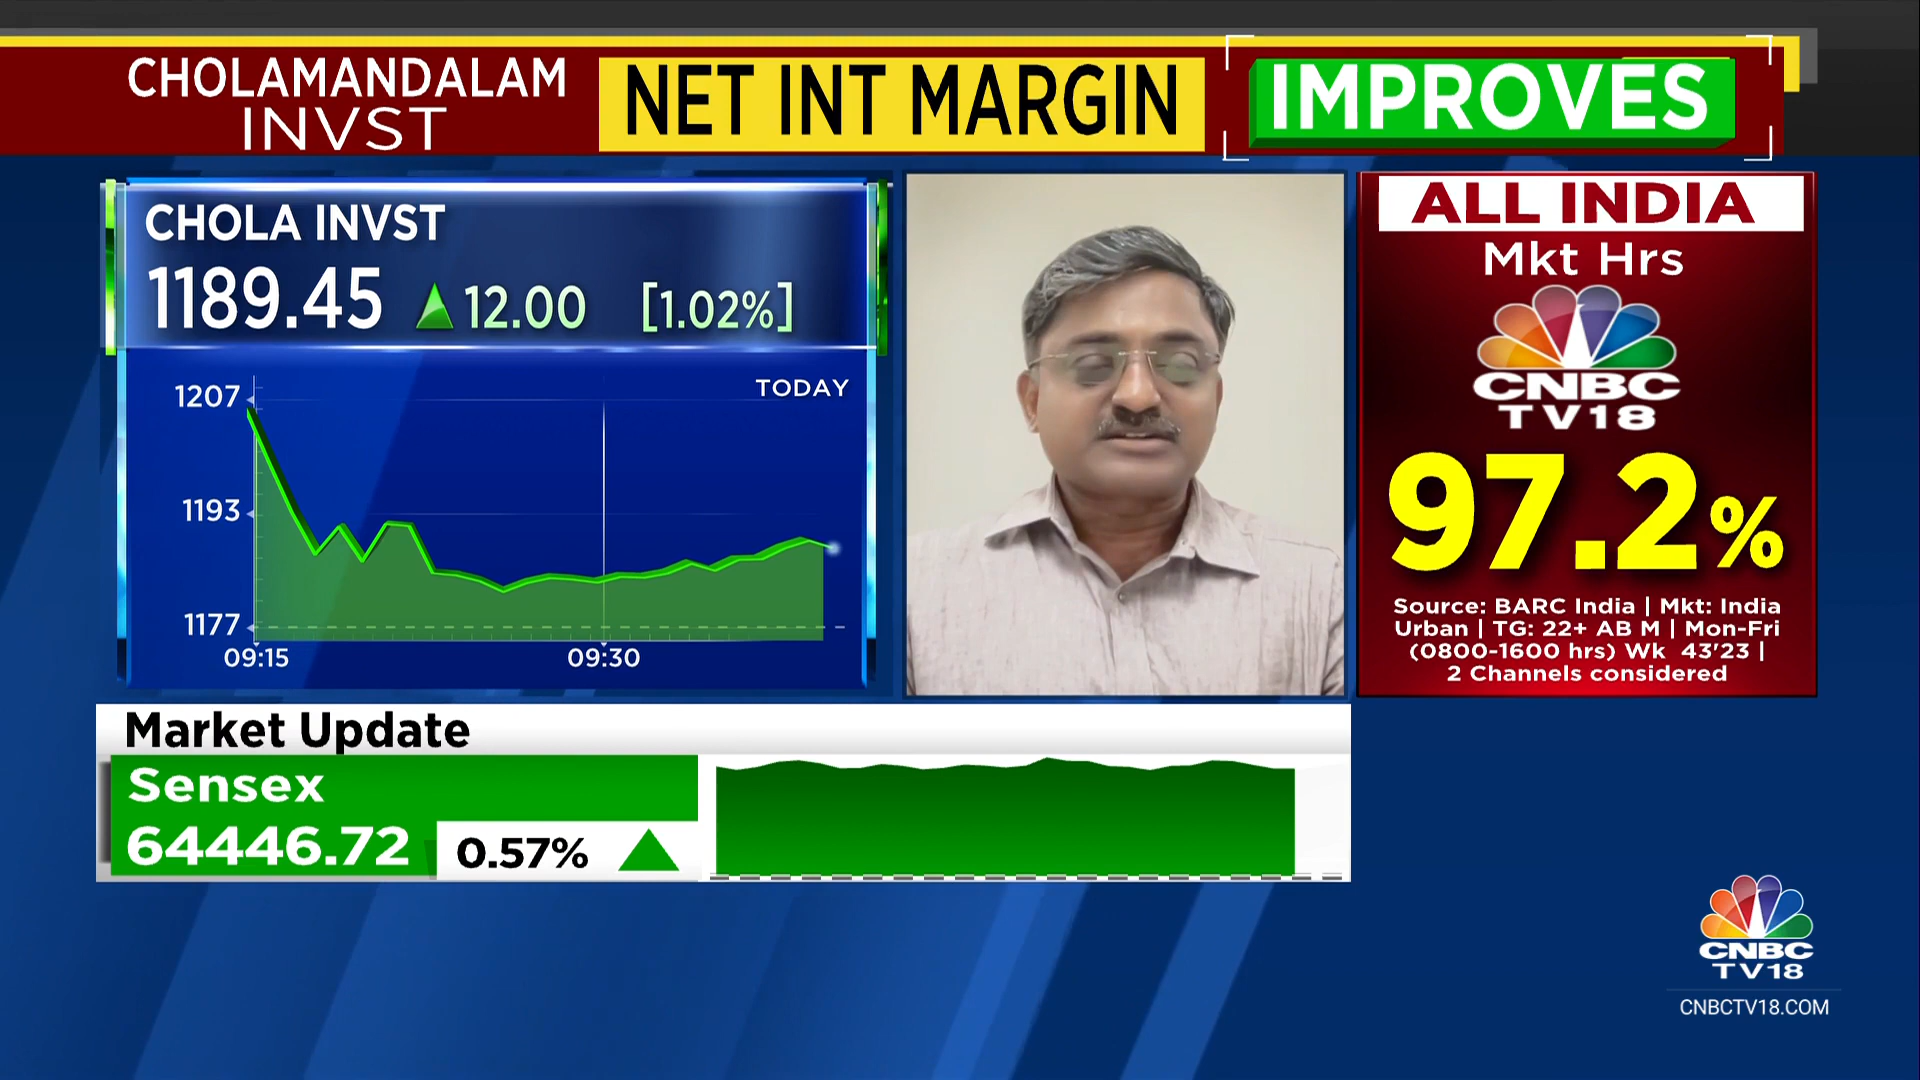 CHOLAMANDALAM
INVST
NET INT MARGIN
IMPROVES
CHOLA INVST
1189.45 ▲ 12.00 [1.02%]
TODAY
1207
1193
1177
09:15 09:30
ALL INDIA
Mkt Hrs
CNBC
TV18
97.2%
Source: BARC India | Mkt: India
Urban | TG: 22+ AB M | Mon-Fri
(0800-1600 hrs) Wk 43'23 |
2 Channels considered
Market Update
Sensex
64446.72 0.57% ▲
CNBC
TV18
CNBCTV18.COM